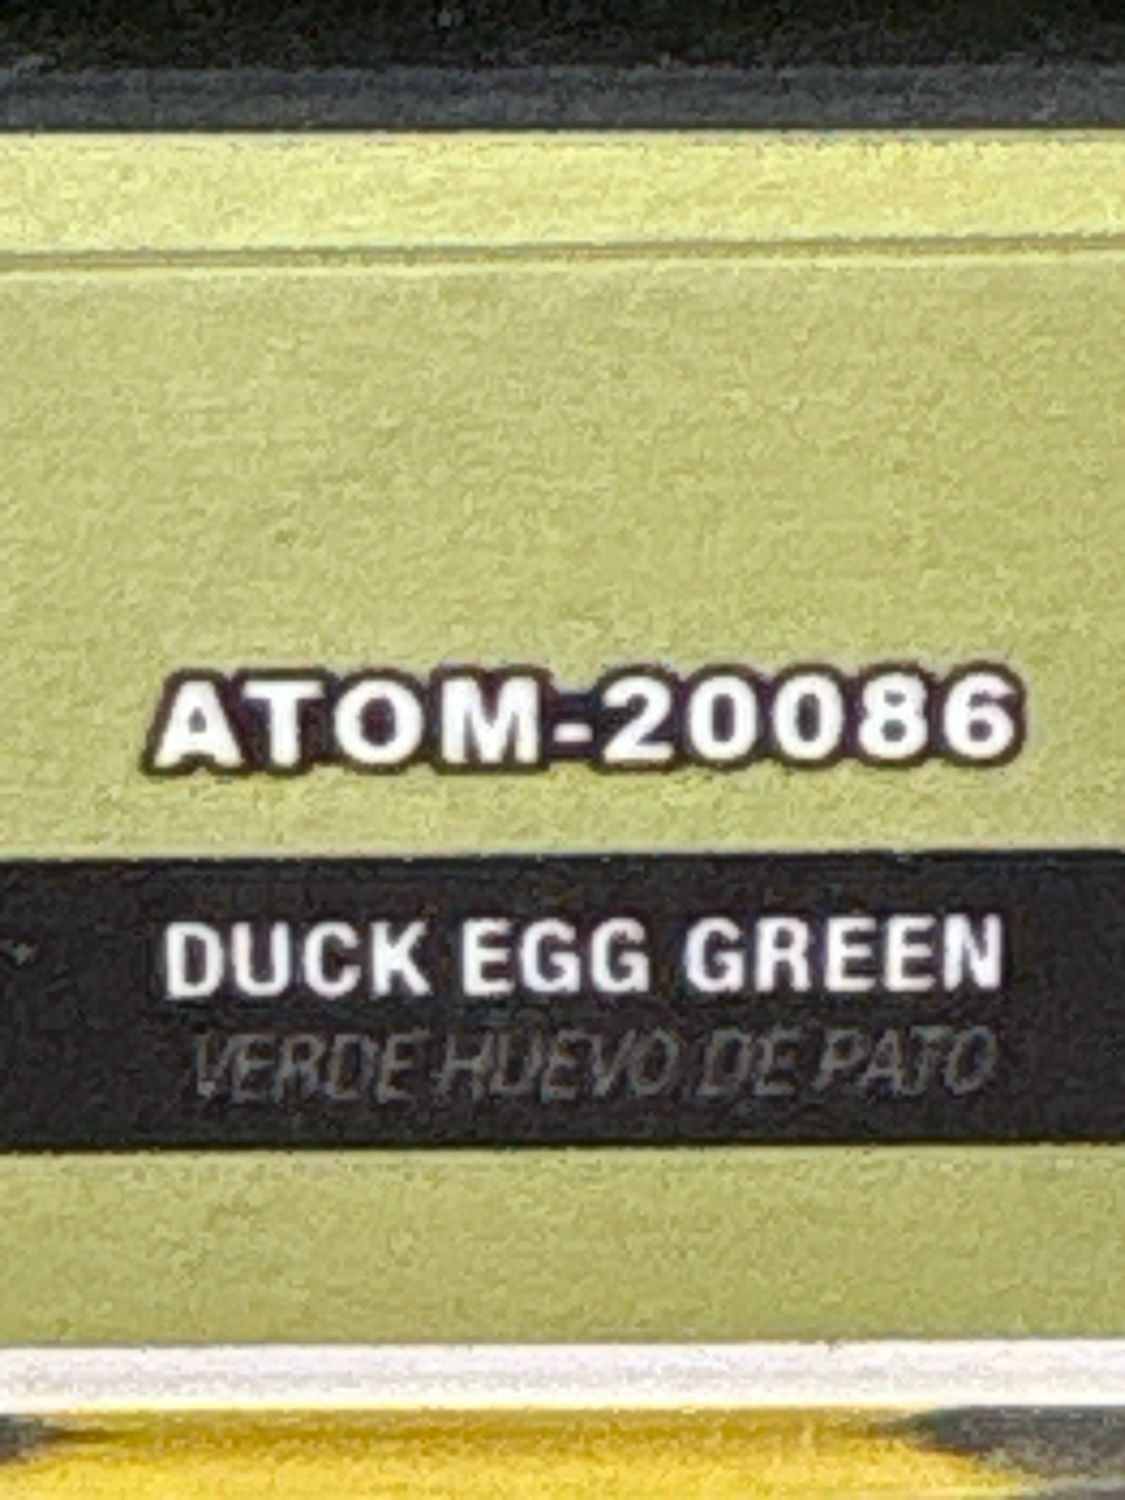 ATOM-20086
DUCK EGG GREEN
VERDE HUEVO DE PATO